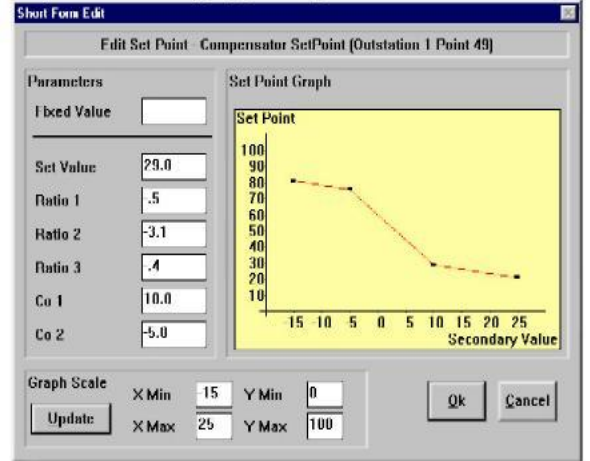 Short Form Edit
Edit Set Point - Compensator SetPoint (Outstation 1 Point 49)
Parameters
Fixed Value
Set Value 29.0
Ratio 1 -.5
Ratio 2 -3.1
Ratio 3 -.4
Co 1 10.0
Co 2 -5.0
Set Point Graph
Set Point
100
90
80
70
60
50
40
30
20
10
-15 -10 -5 0 5 10 15 20 25
Secondary Value
Graph Scale
Update
X Min -15 Y Min 0
X Max 25 Y Max 100
Ok Cancel